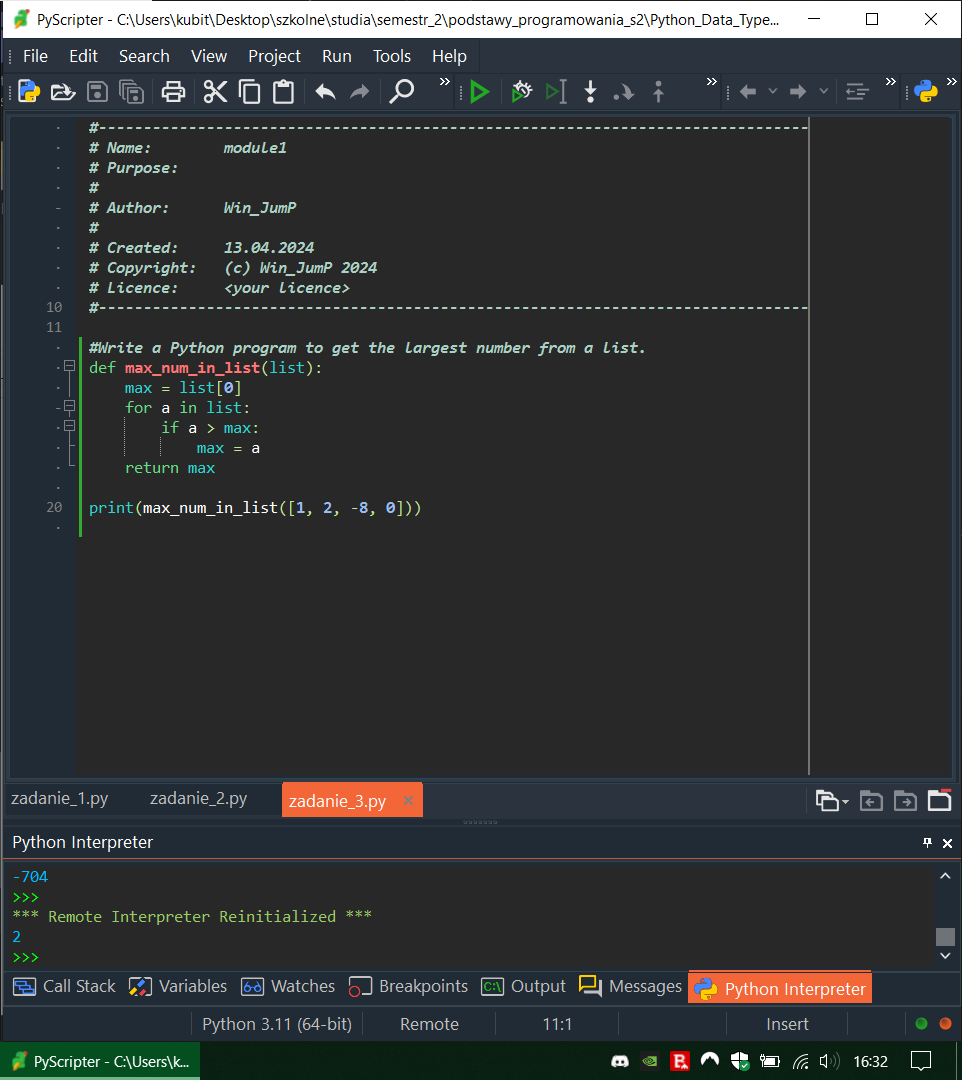 PyScripter - C:\Users\kubit\Desktop\szkolne\studia\semestr_2\podstawy_programowania_s2\Python_Data_Type...
File Edit Search View Project Run Tools Help
#------------------------------------------------------------------------------
# Name:        module1
# Purpose:
#
# Author:      Win_JumP
#
# Created:     13.04.2024
# Copyright:   (c) Win_JumP 2024
# Licence:     <your licence>
10 #------------------------------------------------------------------------------
11
#Write a Python program to get the largest number from a list.
def max_num_in_list(list):
    max = list[0]
    for a in list:
        if a > max:
            max = a
    return max
20 print(max_num_in_list([1, 2, -8, 0]))
zadanie_1.py zadanie_2.py zadanie_3.py
Python Interpreter
-704
>>>
*** Remote Interpreter Reinitialized ***
2
>>>
Call Stack Variables Watches Breakpoints C:\ Output Messages Python Interpreter
Python 3.11 (64-bit) Remote 11:1 Insert
PyScripter - C:\Users\k... 16:32